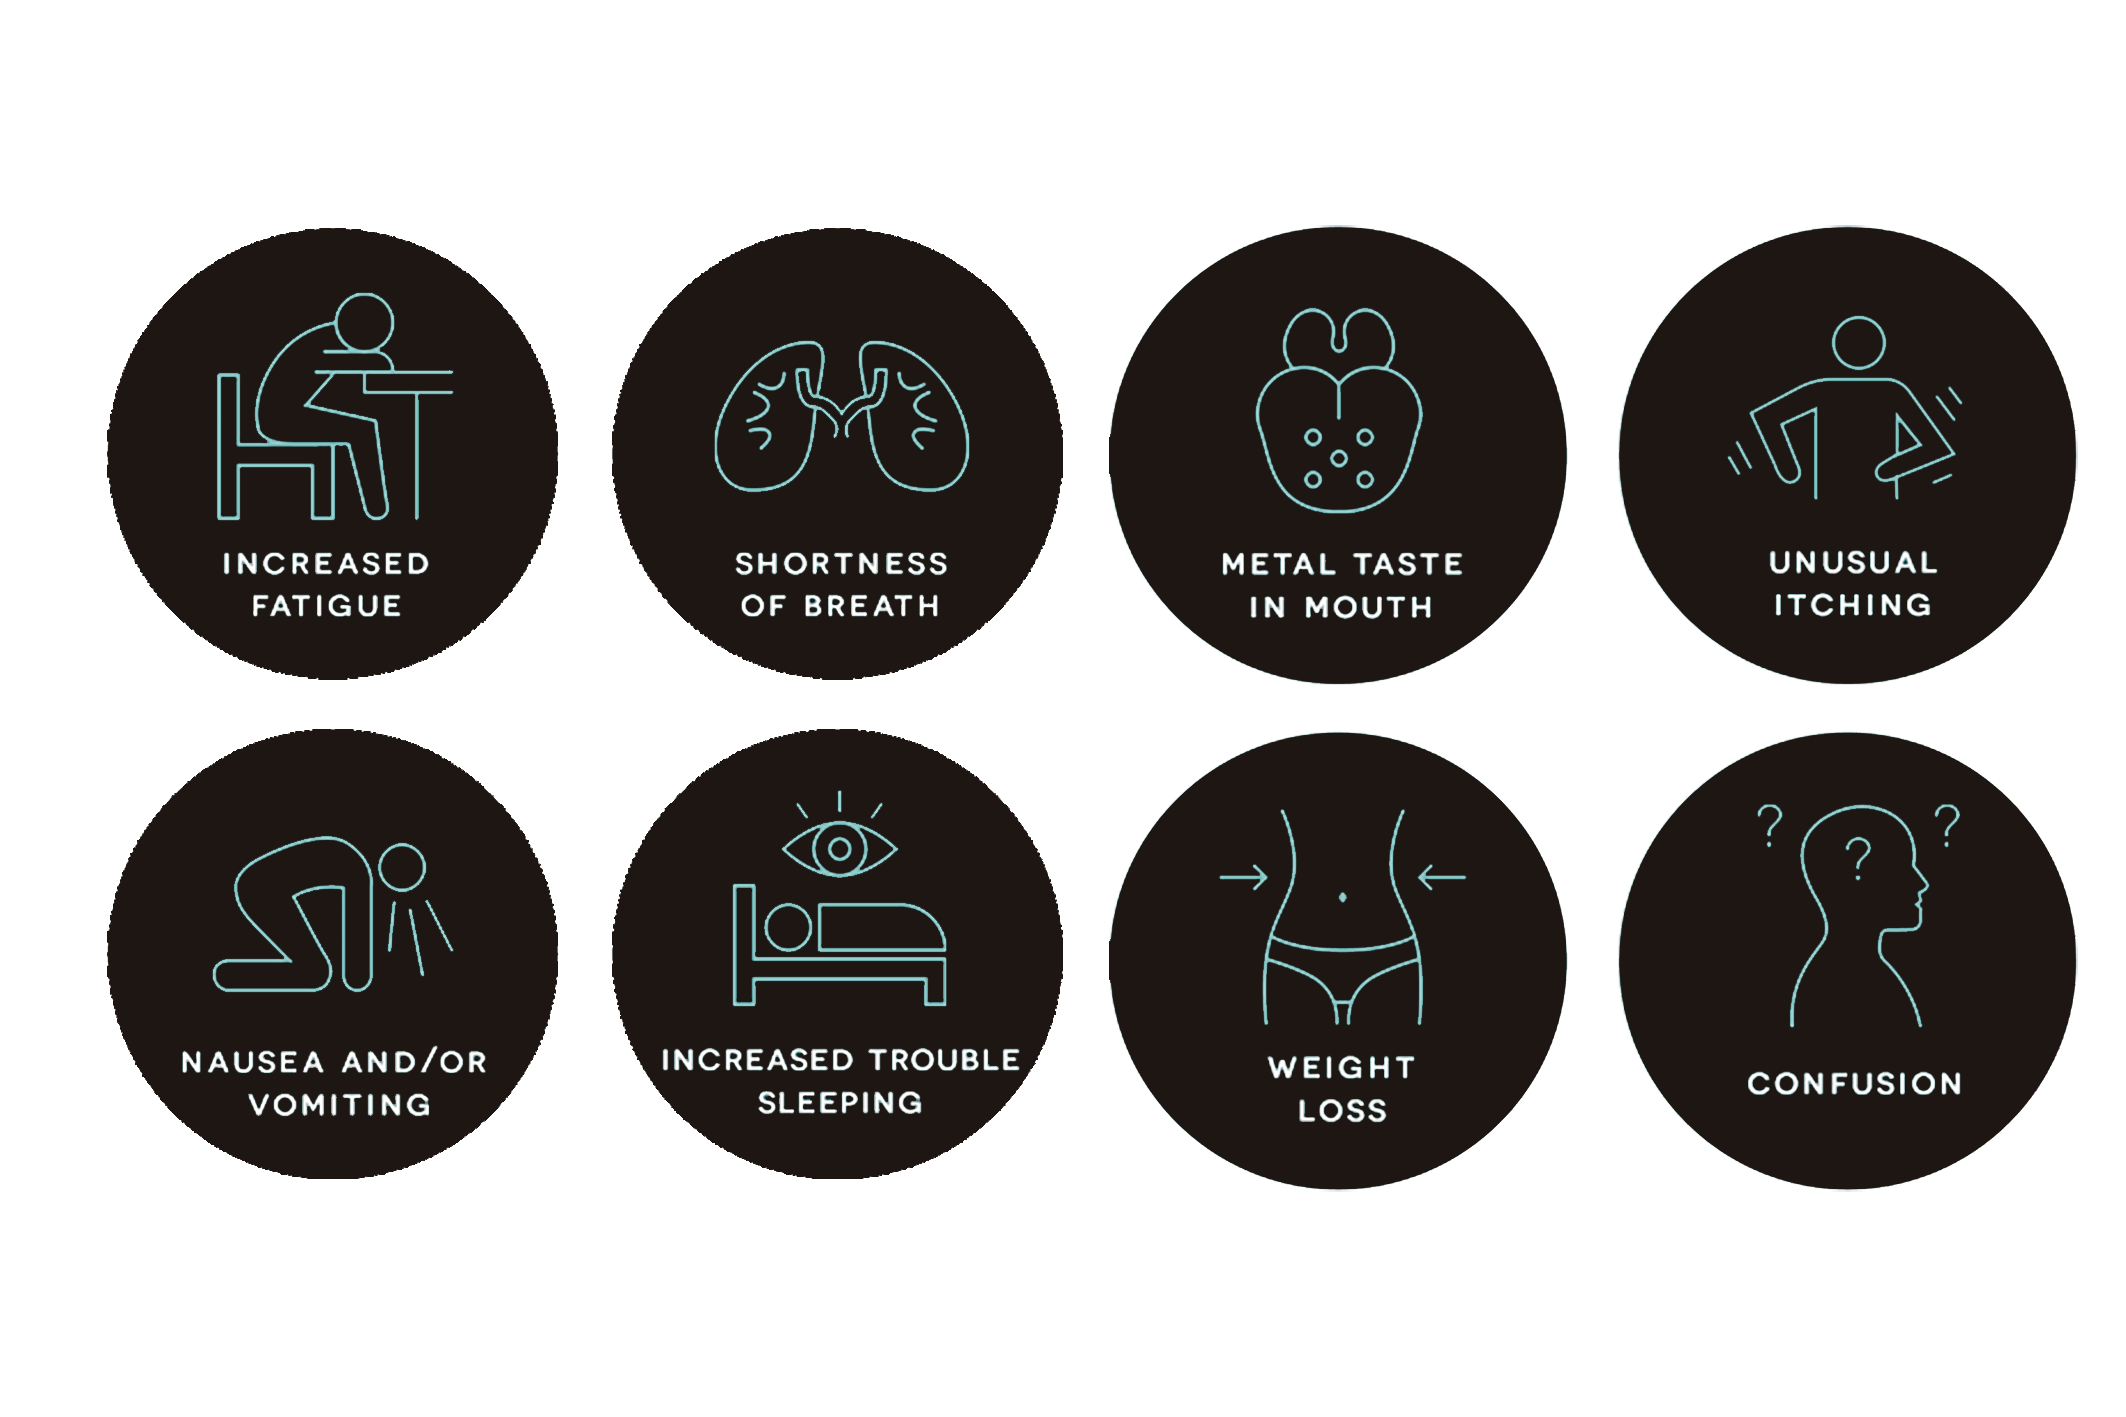 INCREASED
FATIGUE
SHORTNESS
OF BREATH
METAL TASTE
IN MOUTH
UNUSUAL
ITCHING
NAUSEA AND/OR
VOMITING
INCREASED TROUBLE
SLEEPING
WEIGHT
LOSS
? ? ?
CONFUSION